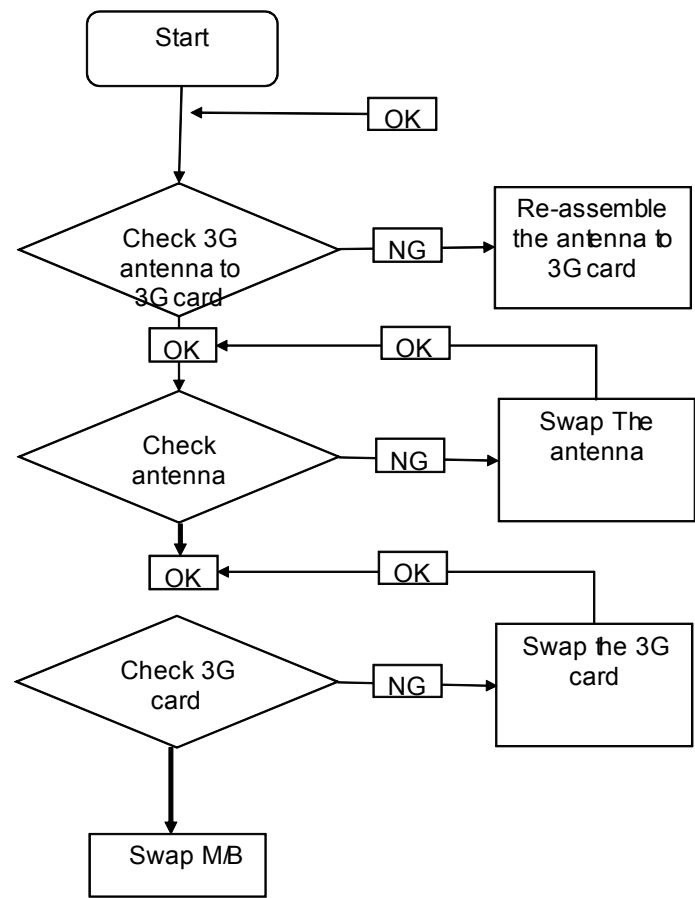 Start
OK
Check 3G
antenna to
3G card
NG
Re-assemble
the antenna to
3G card
OK
OK
Check
antenna
NG
Swap The
antenna
OK
OK
Check 3G
card
NG
Swap the 3G
card
Swap M/B